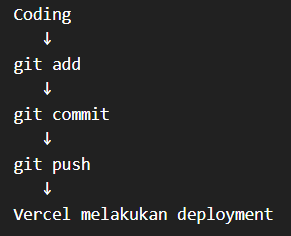 Coding
↓
git add
↓
git commit
↓
git push
↓
Vercel melakukan deployment